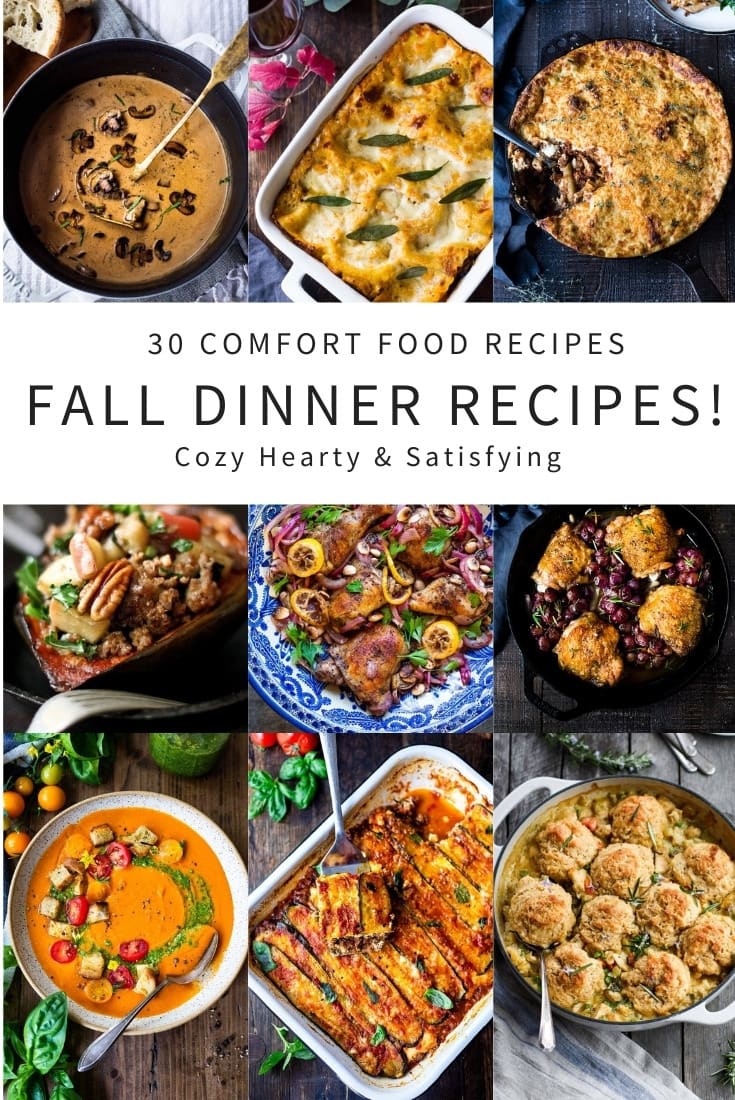 30 COMFORT FOOD RECIPES
FALL DINNER RECIPES!
Cozy Hearty & Satisfying